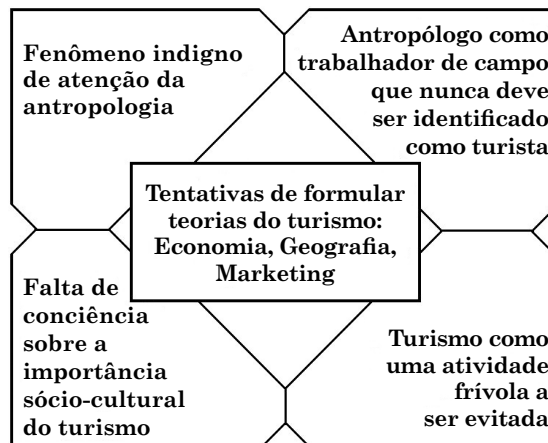 Fenômeno indigno
de atenção da
antropologia
Antropólogo como
trabalhador de campo
que nunca deve
ser identificado
como turista
Tentativas de formular
teorias do turismo:
Economia, Geografia,
Marketing
Falta de
conciência
sobre a
importância
sócio-cultural
do turismo
Turismo como
uma atividade
frívola a
ser evitada